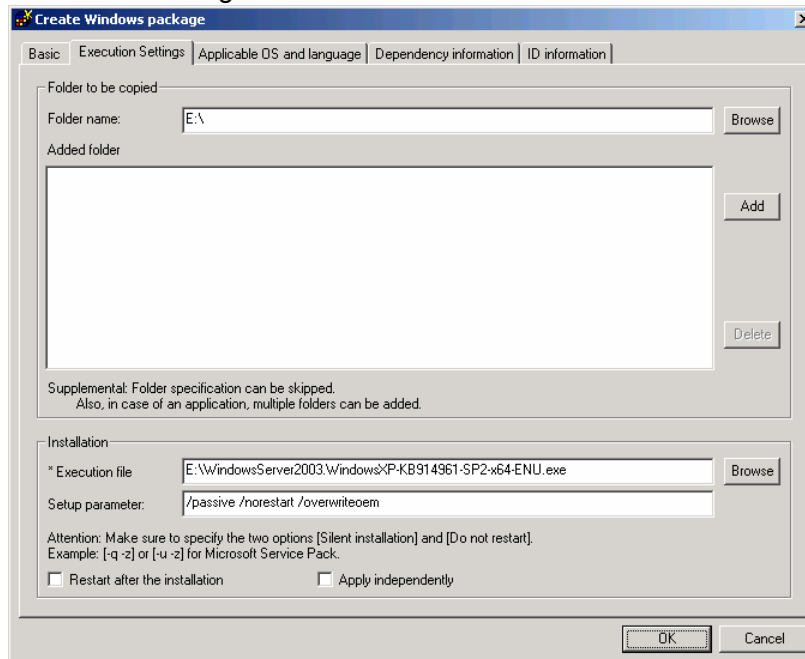 Create Windows package
Basic Execution Settings Applicable OS and language Dependency information ID information
Folder to be copied
Folder name: E:\ Browse
Added folder
Add
Delete
Supplemental: Folder specification can be skipped.
Also, in case of an application, multiple folders can be added.
Installation
* Execution file E:\WindowsServer2003.WindowsXP-KB914961-SP2-x64-ENU.exe Browse
Setup parameter: /passive /norestart /overwriteoem
Attention: Make sure to specify the two options [Silent installation] and [Do not restart].
Example: [-q -z] or [-u -z] for Microsoft Service Pack.
Restart after the installation Apply independently
OK Cancel